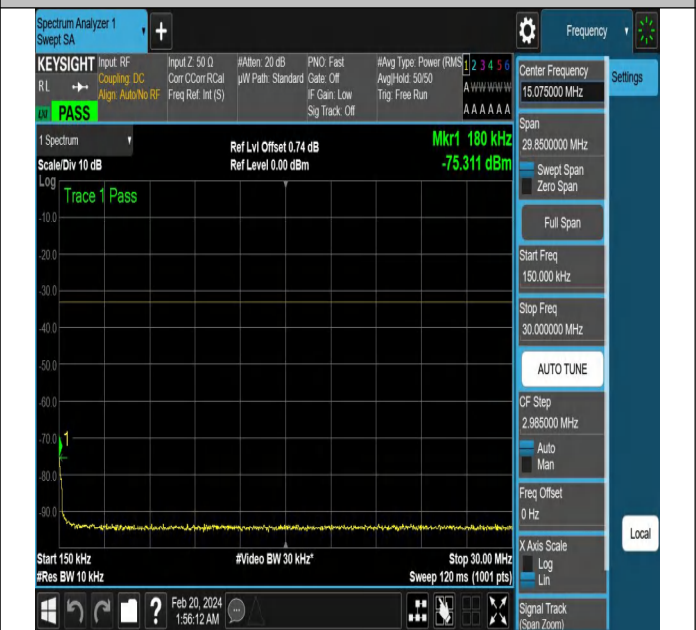 Spectrum Analyzer 1
Swept SA
+
Frequency
KEYSIGHT
RL
Input: RF
Coupling: DC
Align: Auto/No RF
Input Z: 50 Ω
Corr CCorr RCal
Freq Ref: Int (S)
#Atten: 20 dB
µW Path: Standard
PNO: Fast
Gate: Off
IF Gain: Low
Sig Track: Off
#Avg Type: Power (RMS
Avg|Hold: 50/50
Trig: Free Run
1 2 3 4 5 6
A W W W W W
A A A A A A
PASS
1 Spectrum
Scale/Div 10 dB
Ref Lvl Offset 0.74 dB
Ref Level 0.00 dBm
Mkr1 180 kHz
-75.311 dBm
Log
Trace 1 Pass
-10.0
-20.0
-30.0
-40.0
-50.0
-60.0
-70.0
1
-80.0
-90.0
Start 150 kHz
#Res BW 10 kHz
#Video BW 30 kHz*
Stop 30.00 MHz
Sweep 120 ms (1001 pts)
?
Feb 20, 2024
1:56:12 AM
Center Frequency
15.075000 MHz
Settings
Span
29.8500000 MHz
Swept Span
Zero Span
Full Span
Start Freq
150.000 kHz
Stop Freq
30.000000 MHz
AUTO TUNE
CF Step
2.985000 MHz
Auto
Man
Freq Offset
0 Hz
X Axis Scale
Log
Lin
Local
Signal Track
(Span Zoom)